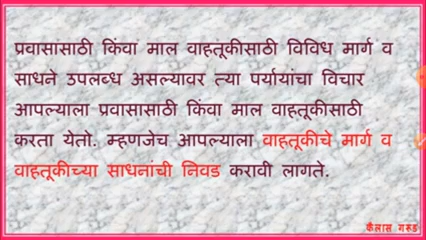 प्रवासासाठी किंवा माल वाहतूकीसाठी विविध मार्ग व
साधने उपलब्ध असल्यावर त्या पर्यायांचा विचार
आपल्याला प्रवासासाठी किंवा माल वाहतूकीसाठी
करता येतो. म्हणजेच आपल्याला वाहतूकीचे मार्ग व
वाहतूकीच्या साधनांची निवड करावी लागते.
कैलास गरुड